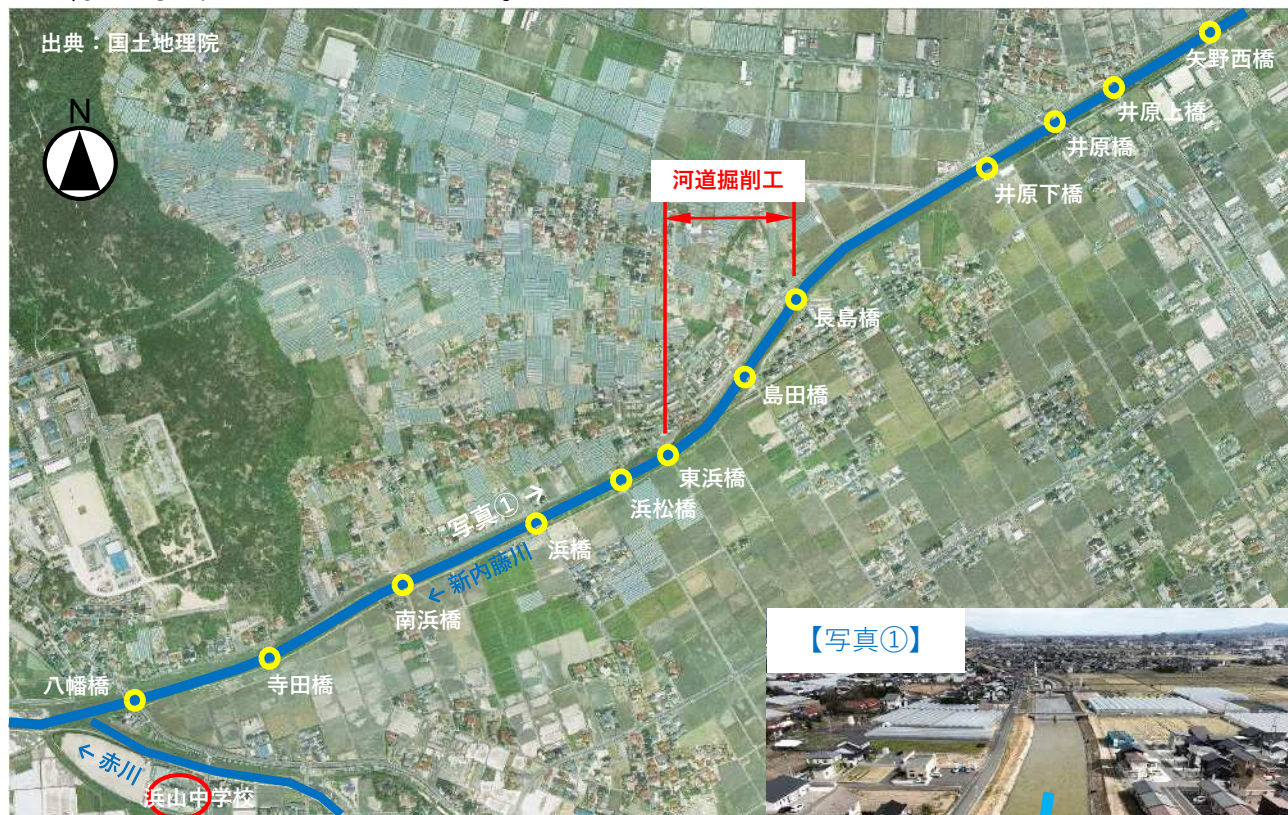 出典：国土地理院
N
矢野西橋
井原上橋
井原橋
井原下橋
河道掘削工
長島橋
島田橋
東浜橋
浜松橋
写真① →
浜橋
← 新内藤川
南浜橋
寺田橋
八幡橋
← 赤川
浜山中学校
【写真①】